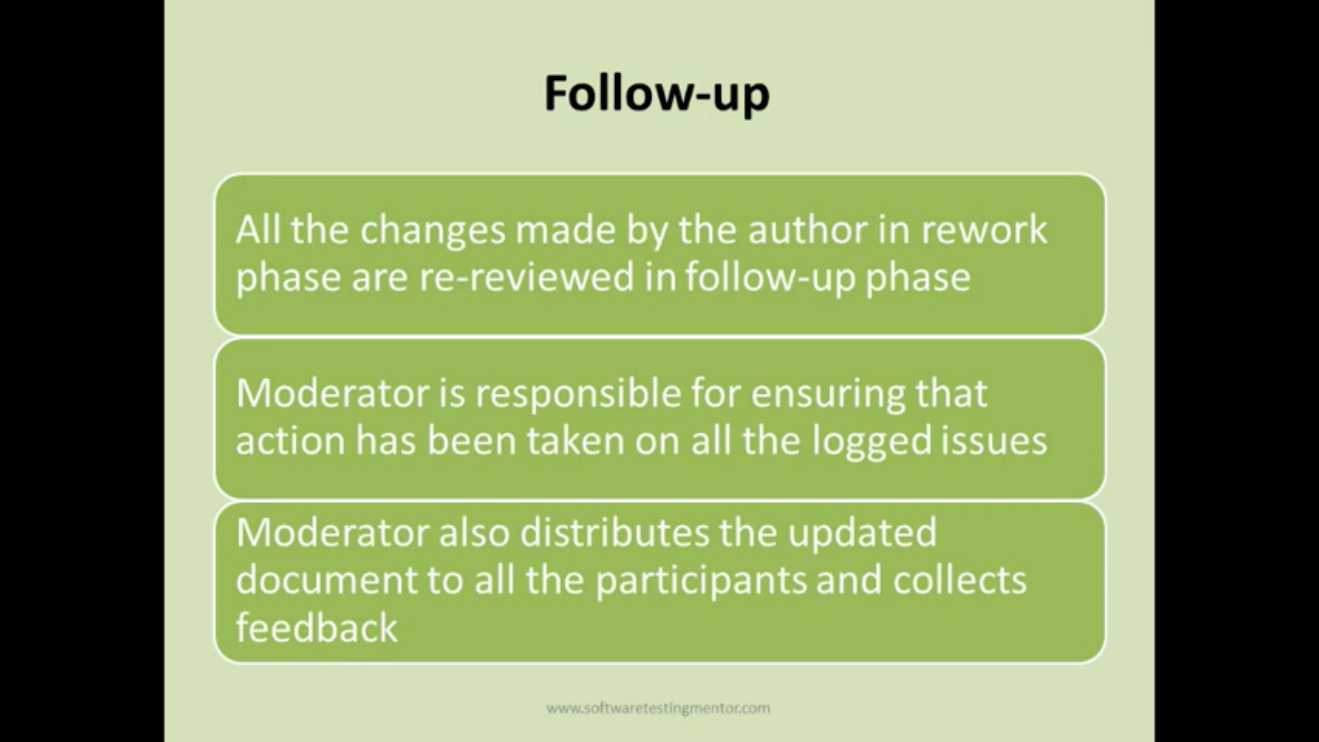 Follow-up
All the changes made by the author in rework
phase are re-reviewed in follow-up phase
Moderator is responsible for ensuring that
action has been taken on all the logged issues
Moderator also distributes the updated
document to all the participants and collects
feedback
www.softwaretestingmentor.com